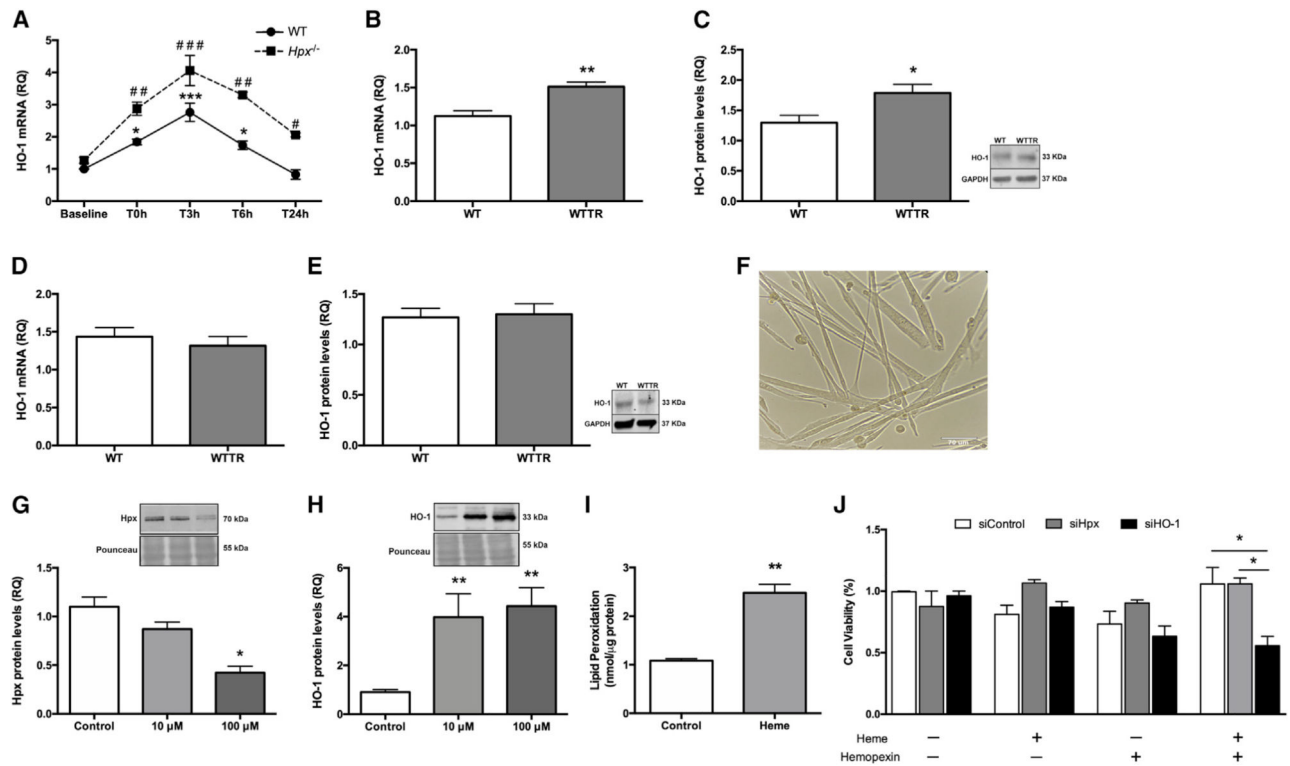 A
WT
Hpx-/-
HO-1 mRNA (RQ)
5
4
3
2
1
0
# #
# # #
# #
#
*
***
*
Baseline T0h T3h T6h T24h
B
HO-1 mRNA (RQ)
2.0
1.5
1.0
0.5
0.0
**
WT WTTR
C
HO-1 protein levels (RQ)
2.5
2.0
1.5
1.0
0.5
0.0
*
WT WTTR
WT WTTR
HO-1 33 KDa
GAPDH 37 KDa
D
HO-1 mRNA (RQ)
2.0
1.5
1.0
0.5
0.0
WT WTTR
E
HO-1 protein levels (RQ)
1.5
1.0
0.5
0.0
WT WTTR
WT WTTR
HO-1 33 KDa
GAPDH 37 KDa
F
G
Hpx 70 kDa
Pounceau 55 kDa
Hpx protein levels (RQ)
1.5
1.0
0.5
0.0
*
Control 10 µM 100 µM
H
HO-1 33 kDa
Pounceau 55 kDa
HO-1 protein levels (RQ)
6
4
2
0
** **
Control 10 µM 100 µM
I
Lipid Peroxidation
(nmol/µg protein)
3
2
1
0
**
Control Heme
J
siControl siHpx siHO-1
Cell Viability (%)
1.5
1.0
0.5
0.0
*
*
Heme – + – +
Hemopexin – – + +